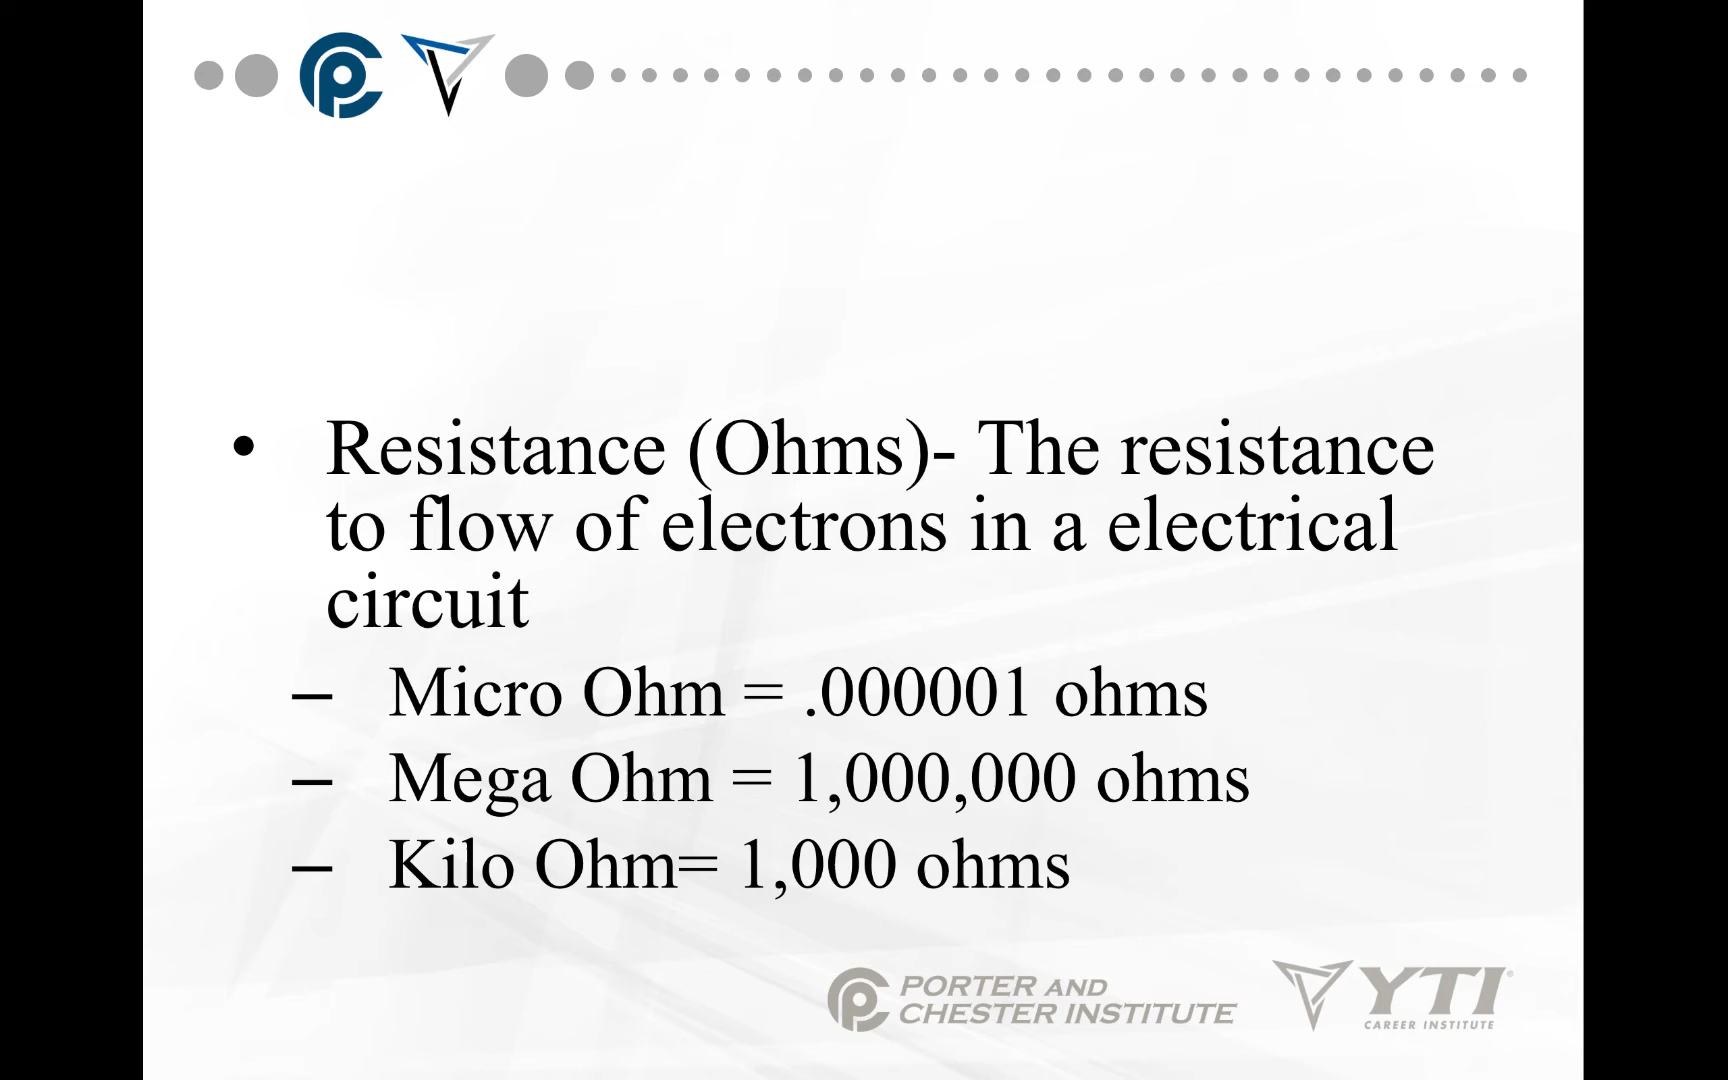 • Resistance (Ohms)- The resistance
to flow of electrons in a electrical
circuit
– Micro Ohm = .000001 ohms
– Mega Ohm = 1,000,000 ohms
– Kilo Ohm= 1,000 ohms
PORTER AND
CHESTER INSTITUTE
YTI®
CAREER INSTITUTE